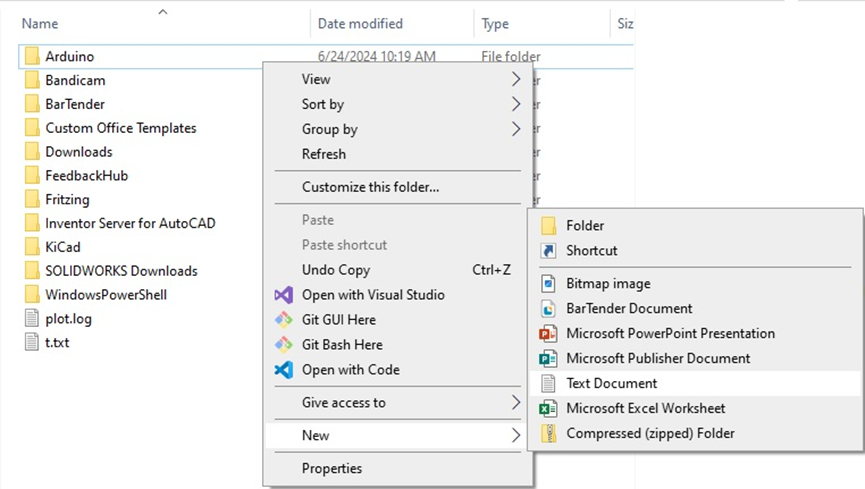 Name Date modified Type Siz
Arduino 6/24/2024 10:19 AM File folder
Bandicam
BarTender
Custom Office Templates
Downloads
FeedbackHub
Fritzing
Inventor Server for AutoCAD
KiCad
SOLIDWORKS Downloads
WindowsPowerShell
plot.log
t.txt
View
Sort by
Group by
Refresh
Customize this folder...
Paste
Paste shortcut
Undo Copy Ctrl+Z
Open with Visual Studio
Git GUI Here
Git Bash Here
Open with Code
Give access to
New
Properties
Folder
Shortcut
Bitmap image
BarTender Document
Microsoft PowerPoint Presentation
Microsoft Publisher Document
Text Document
Microsoft Excel Worksheet
Compressed (zipped) Folder